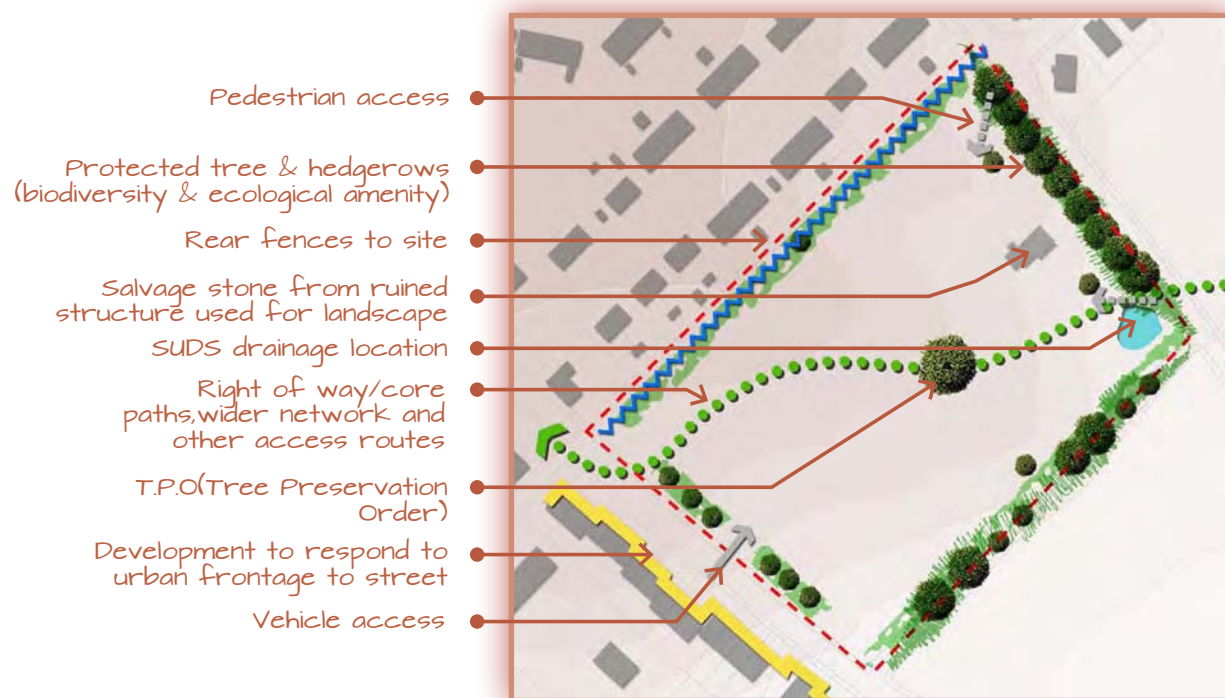 Pedestrian access
Protected tree & hedgerows
(biodiversity & ecological amenity)
Rear fences to site
Salvage stone from ruined
structure used for landscape
SUDS drainage location
Right of way/core
paths,wider network and
other access routes
T.P.O(Tree Preservation
Order)
Development to respond to
urban frontage to street
Vehicle access